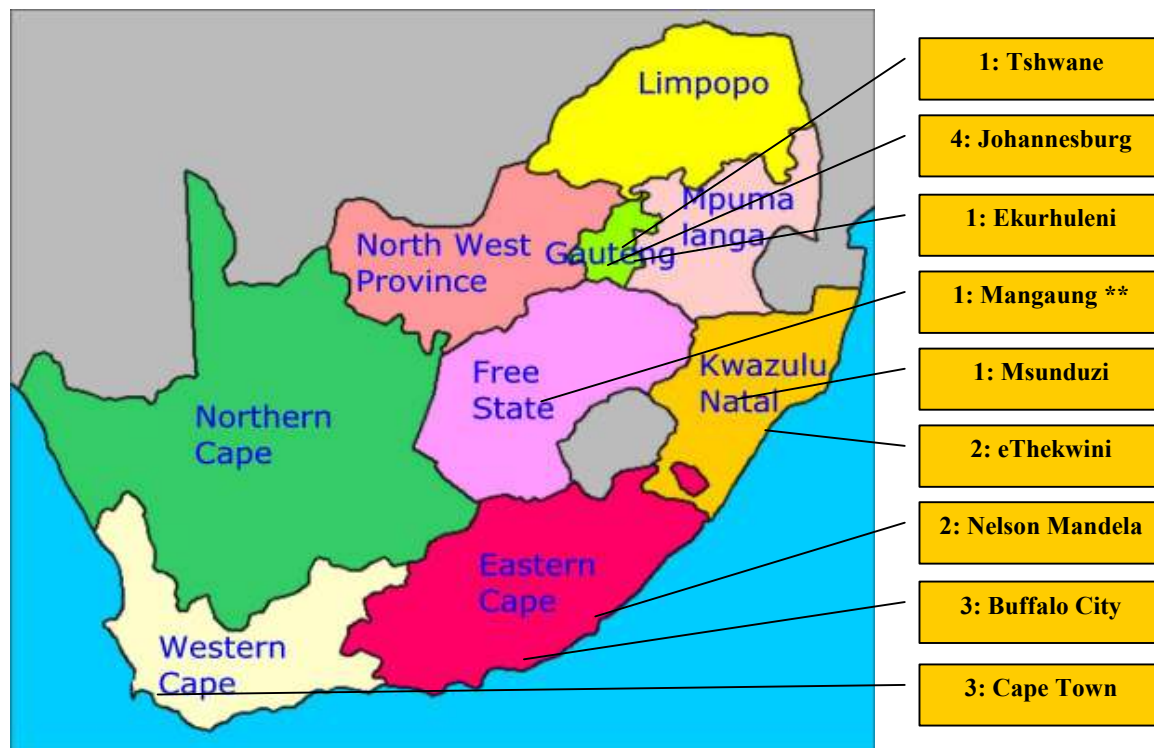 Limpopo
Mpuma
langa
North West
Province
Gauteng
Free
State
Kwazulu
Natal
Northern
Cape
Eastern
Cape
Western
Cape
1: Tshwane
4: Johannesburg
1: Ekurhuleni
1: Mangaung **
1: Msunduzi
2: eThekwini
2: Nelson Mandela
3: Buffalo City
3: Cape Town